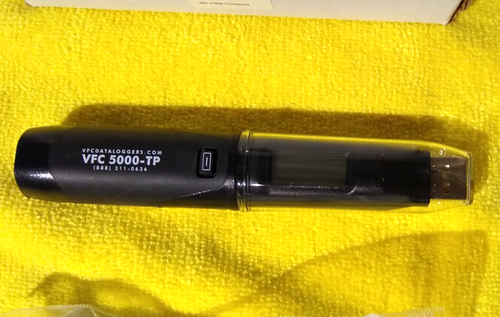 VFCDATALOGGERS.COM
VFC 5000-TP
(888) 311-0636